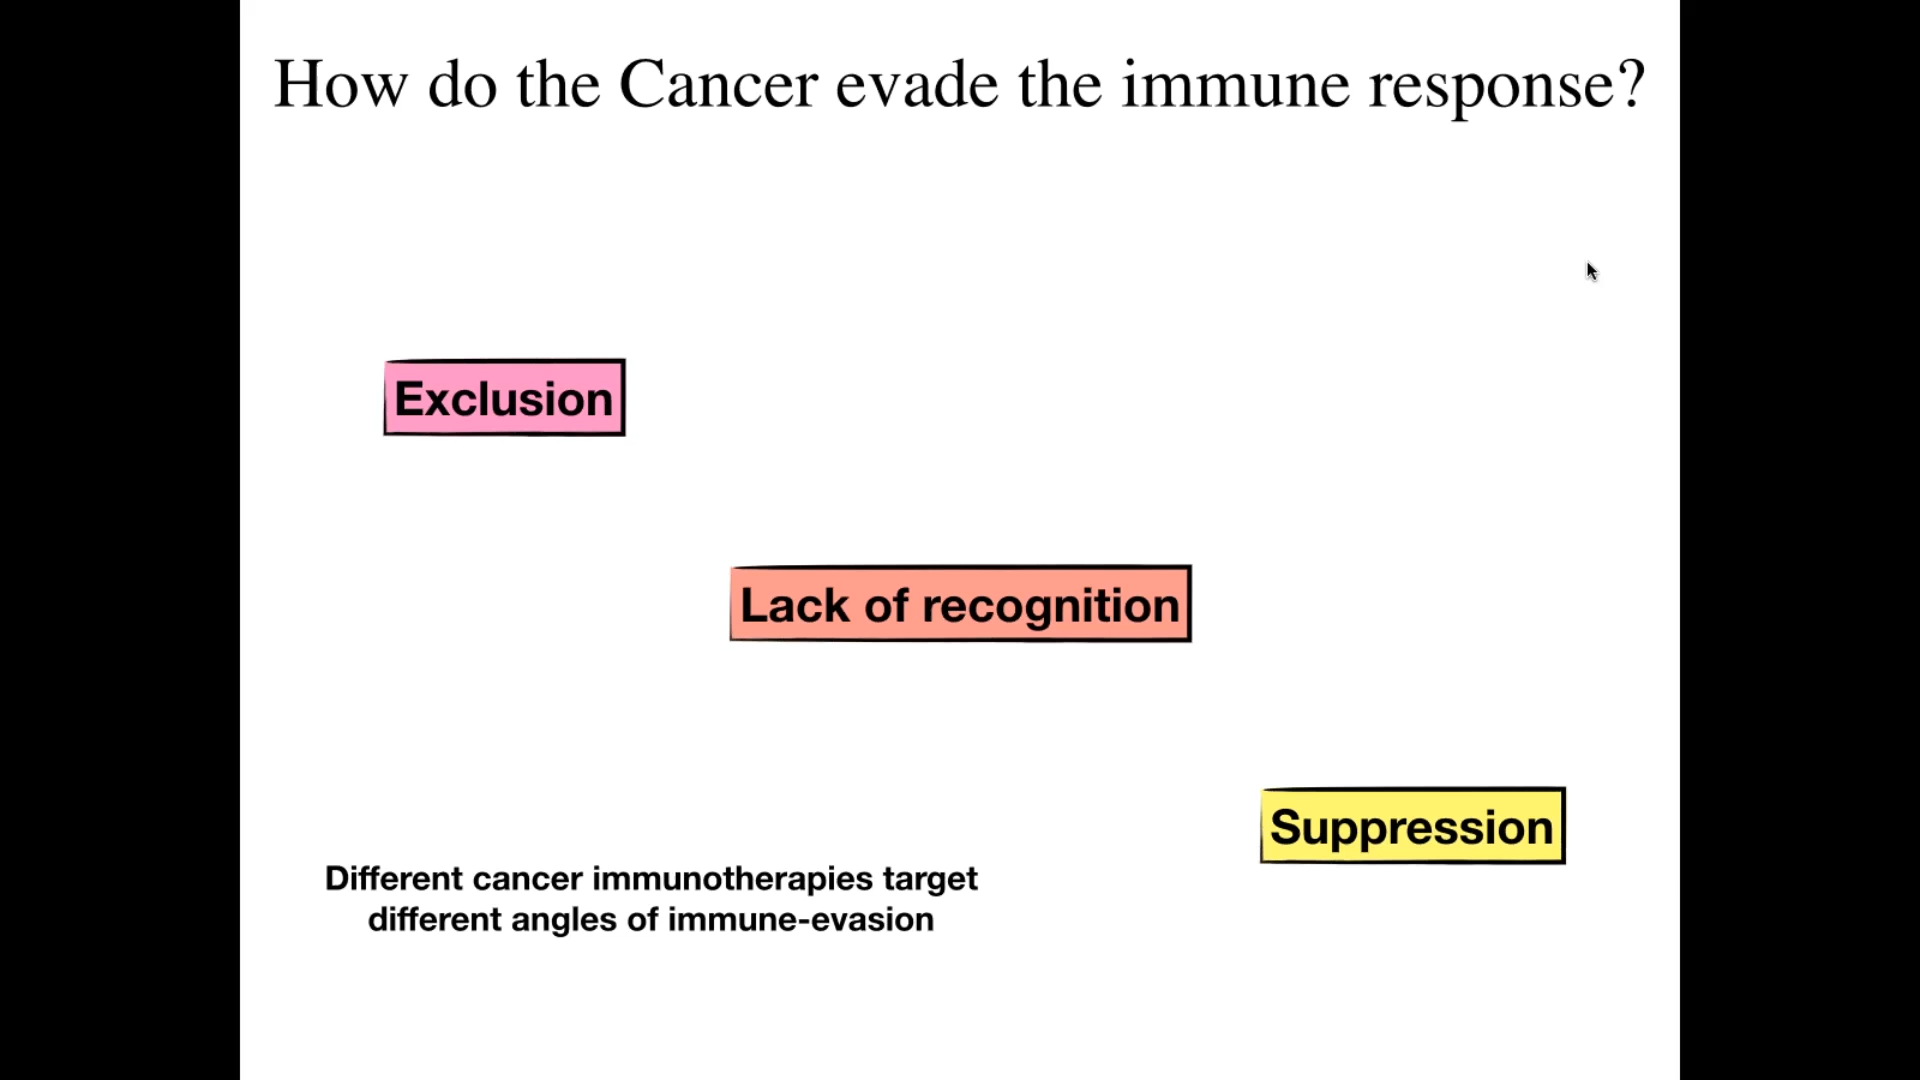 How do the Cancer evade the immune response?
Exclusion
Lack of recognition
Suppression
Different cancer immunotherapies target
different angles of immune-evasion